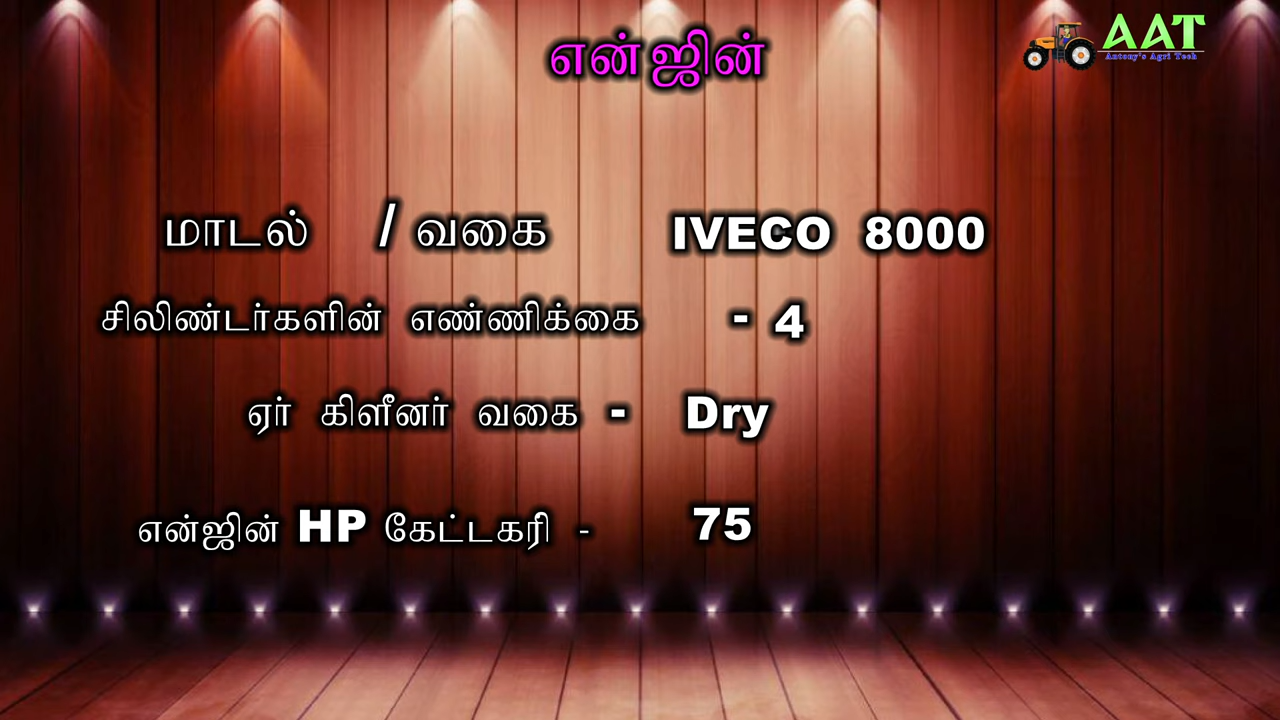 என்ஜின்
AAT
Antony's Agri Tech
மாடல் / வகை IVECO 8000
சிலிண்டர்களின் எண்ணிக்கை - 4
ஏர் கிளீனர் வகை - Dry
என்ஜின் HP கேட்டகரி - 75